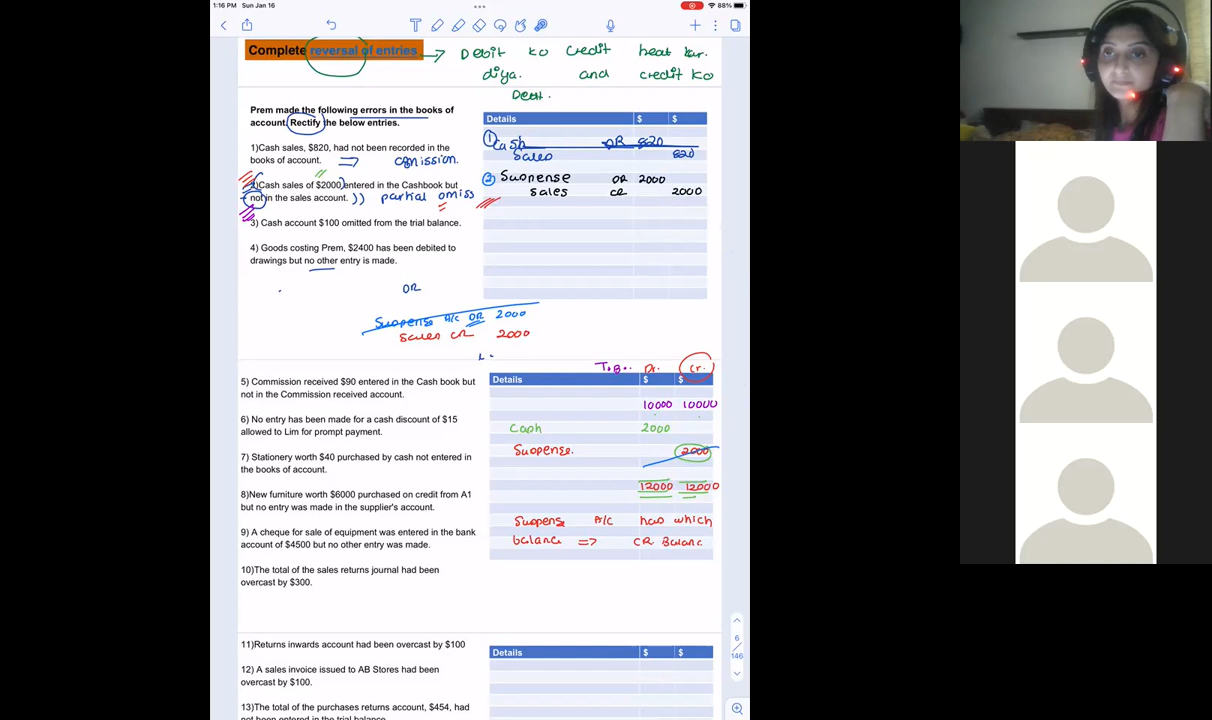 1:16 PM Sun Jan 16
88%
Complete reversal of entries → Debit ko credit
diya. and credit ko
Debit.
Prem made the following errors in the books of
account. Rectify the below entries.
1)Cash sales, $820, had not been recorded in the
books of account. ⇒ omission.
2)Cash sales of $2000 entered in the Cashbook but
not in the sales account. )) partial omiss
3) Cash account $100 omitted from the trial balance.
4) Goods costing Prem, $2400 has been debited to
drawings but no other entry is made.
Details $ $
① Cash DR 820
Sales 820
② Suspense DR 2000
sales CR 2000
OR
Suspense A/C DR 2000
Sales CR 2000
5) Commission received $90 entered in the Cash book but
not in the Commission received account.
6) No entry has been made for a cash discount of $15
allowed to Lim for prompt payment.
7) Stationery worth $40 purchased by cash not entered in
the books of account.
8)New furniture worth $6000 purchased on credit from A1
but no entry was made in the supplier's account.
9) A cheque for sale of equipment was entered in the bank
account of $4500 but no other entry was made.
10)The total of the sales returns journal had been
overcast by $300.
T.B. Dr. Cr.
Details $ $
10000 10000
Cash 2000
Suspense. 2000
12000 12000
Suspense A/C has which
balance ⇒ CR Balanc
11)Returns inwards account had been overcast by $100
12) A sales invoice issued to AB Stores had been
overcast by $100.
13)The total of the purchases returns account, $454, had
not been entered in the trial balance
Details $ $
6
146